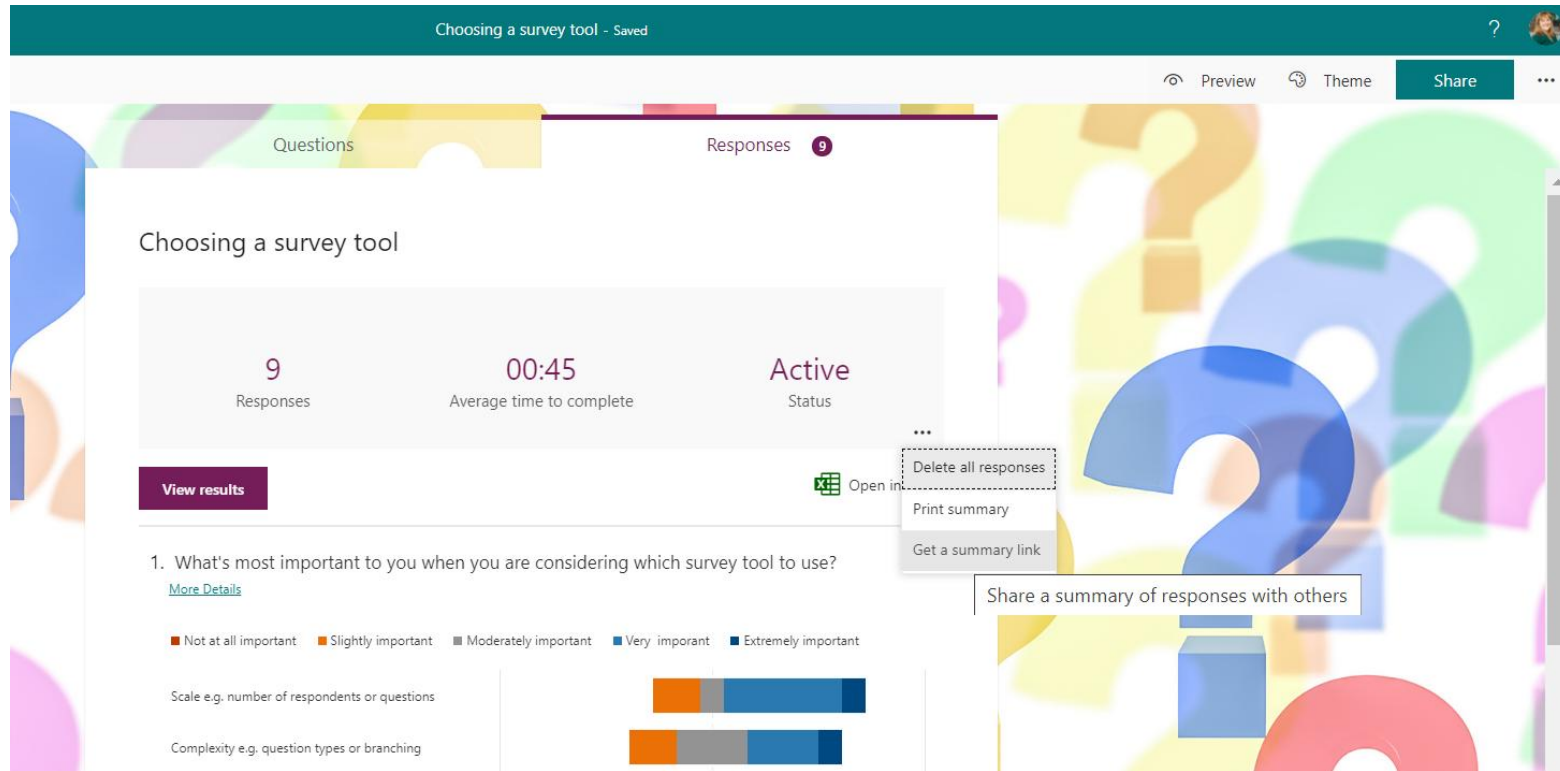 Choosing a survey tool - Saved
?
Preview
Theme
Share
...
Questions
Responses 9
Choosing a survey tool
9
Responses
00:45
Average time to complete
Active
Status
...
Delete all responses
Print summary
Get a summary link
Share a summary of responses with others
View results
Open in
1. What's most important to you when you are considering which survey tool to use?
More Details
Not at all important
Slightly important
Moderately important
Very imporant
Extremely important
Scale e.g. number of respondents or questions
Complexity e.g. question types or branching